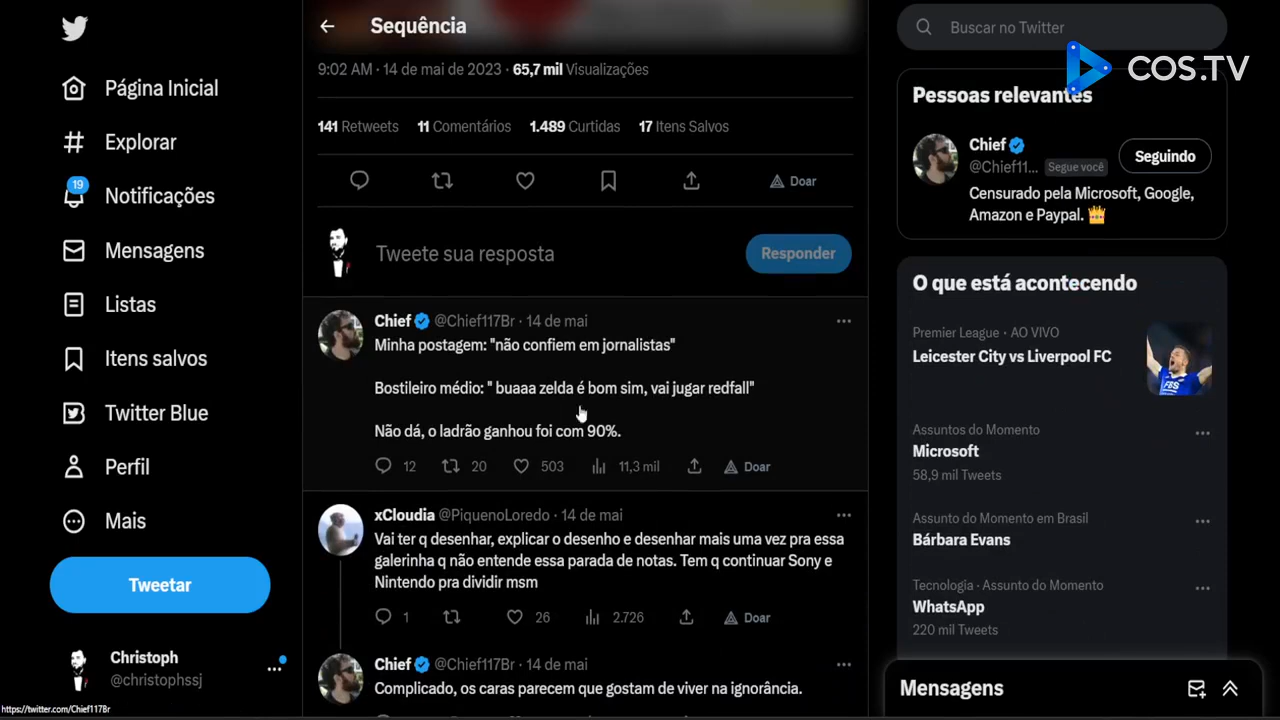 Sequência
Buscar no Twitter
COS.TV
Página Inicial
Explorar
19
Notificações
Mensagens
Listas
Itens salvos
Twitter Blue
Perfil
Mais
Tweetar
Christoph
@christophssj
https://twitter.com/Chief117Br
9:02 AM · 14 de mai de 2023 · 65,7 mil Visualizações
141 Retweets 11 Comentários 1.489 Curtidas 17 Itens Salvos
Doar
Tweete sua resposta
Responder
Chief @Chief117Br · 14 de mai
Minha postagem: "não confiem em jornalistas"
Bostileiro médio: " buaaa zelda é bom sim, vai jugar redfall"
Não dá, o ladrão ganhou foi com 90%.
12 20 503 11,3 mil Doar
xCloudia @PiquenoLoredo · 14 de mai
Vai ter q desenhar, explicar o desenho e desenhar mais uma vez pra essa
galerinha q não entende essa parada de notas. Tem q continuar Sony e
Nintendo pra dividir msm
1 26 2.726 Doar
Chief @Chief117Br · 14 de mai
Complicado, os caras parecem que gostam de viver na ignorância.
Pessoas relevantes
Chief
@Chief11... Segue você
Seguindo
Censurado pela Microsoft, Google,
Amazon e Paypal.
O que está acontecendo
Premier League · AO VIVO
Leicester City vs Liverpool FC
Assuntos do Momento
Microsoft
58,9 mil Tweets
Assunto do Momento em Brasil
Bárbara Evans
Tecnologia · Assunto do Momento
WhatsApp
220 mil Tweets
Mensagens